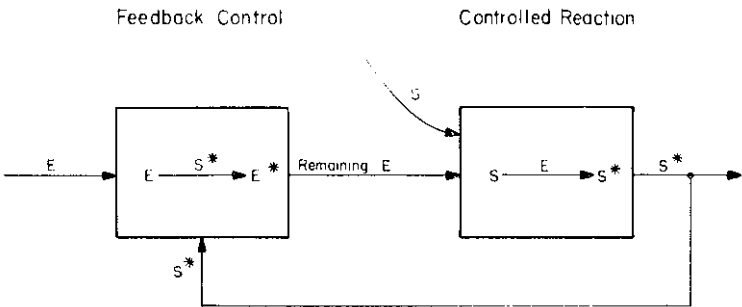 Feedback Control
Controlled Reaction
S
E
E S* E*
Remaining E
S E S*
S*
S*